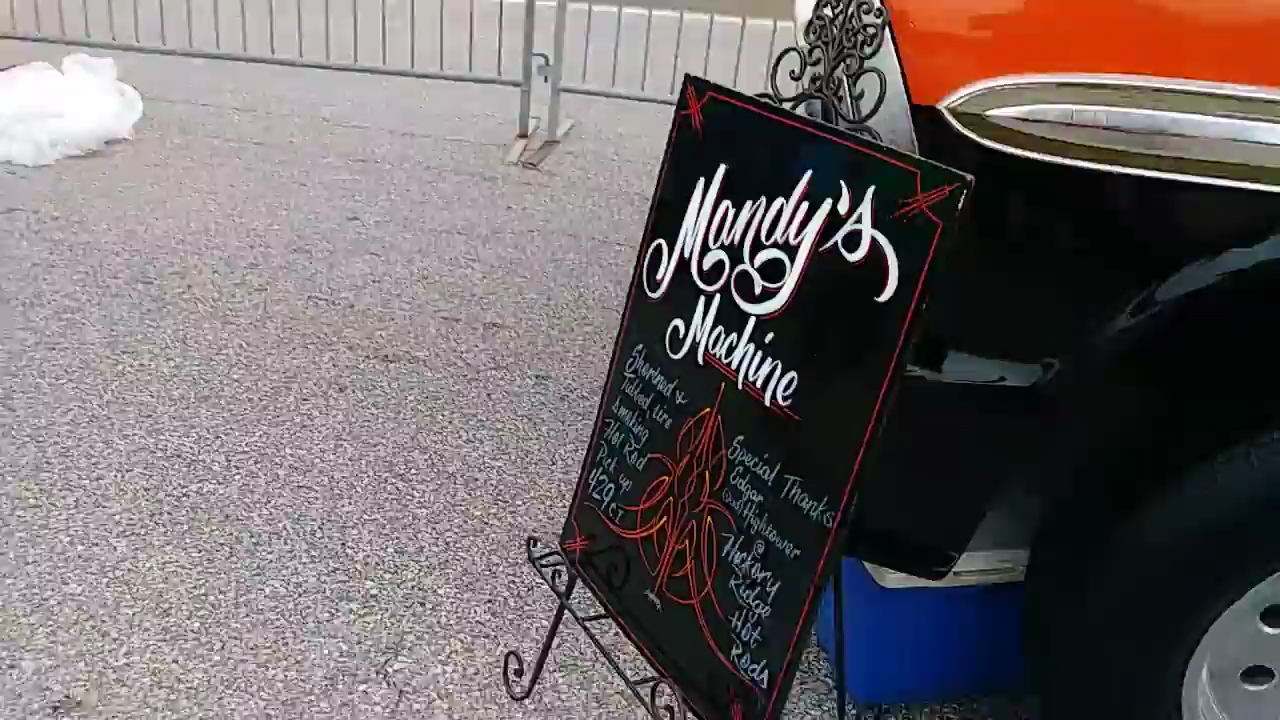 Mandy's
Machine
Shortned &
Tubbed, tire
Smoking
Hot Rod
Pick up
429 CI
Special Thanks
Edgar
Hightower
@
Hickory
Ridge
Hot
Rods